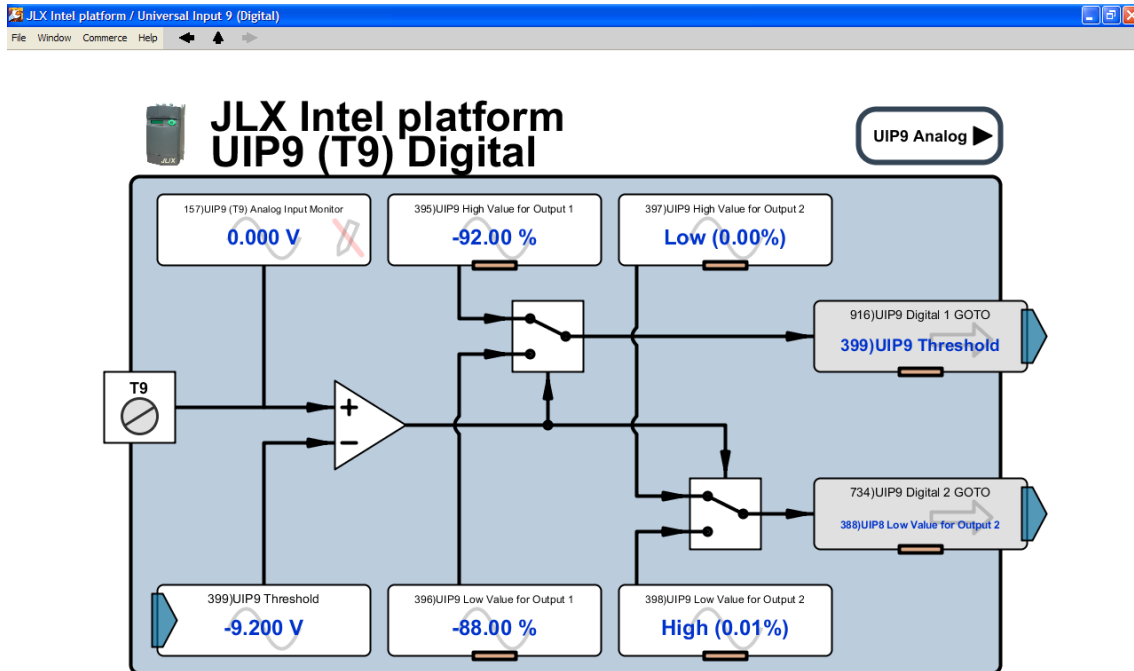 JLX Intel platform / Universal Input 9 (Digital)
File Window Commerce Help
JLX Intel platform
UIP9 (T9) Digital
UIP9 Analog
JL/X
157)UIP9 (T9) Analog Input Monitor
0.000 V
395)UIP9 High Value for Output 1
-92.00 %
397)UIP9 High Value for Output 2
Low (0.00%)
916)UIP9 Digital 1 GOTO
399)UIP9 Threshold
T9
+
−
734)UIP9 Digital 2 GOTO
388)UIP8 Low Value for Output 2
399)UIP9 Threshold
-9.200 V
396)UIP9 Low Value for Output 1
-88.00 %
398)UIP9 Low Value for Output 2
High (0.01%)